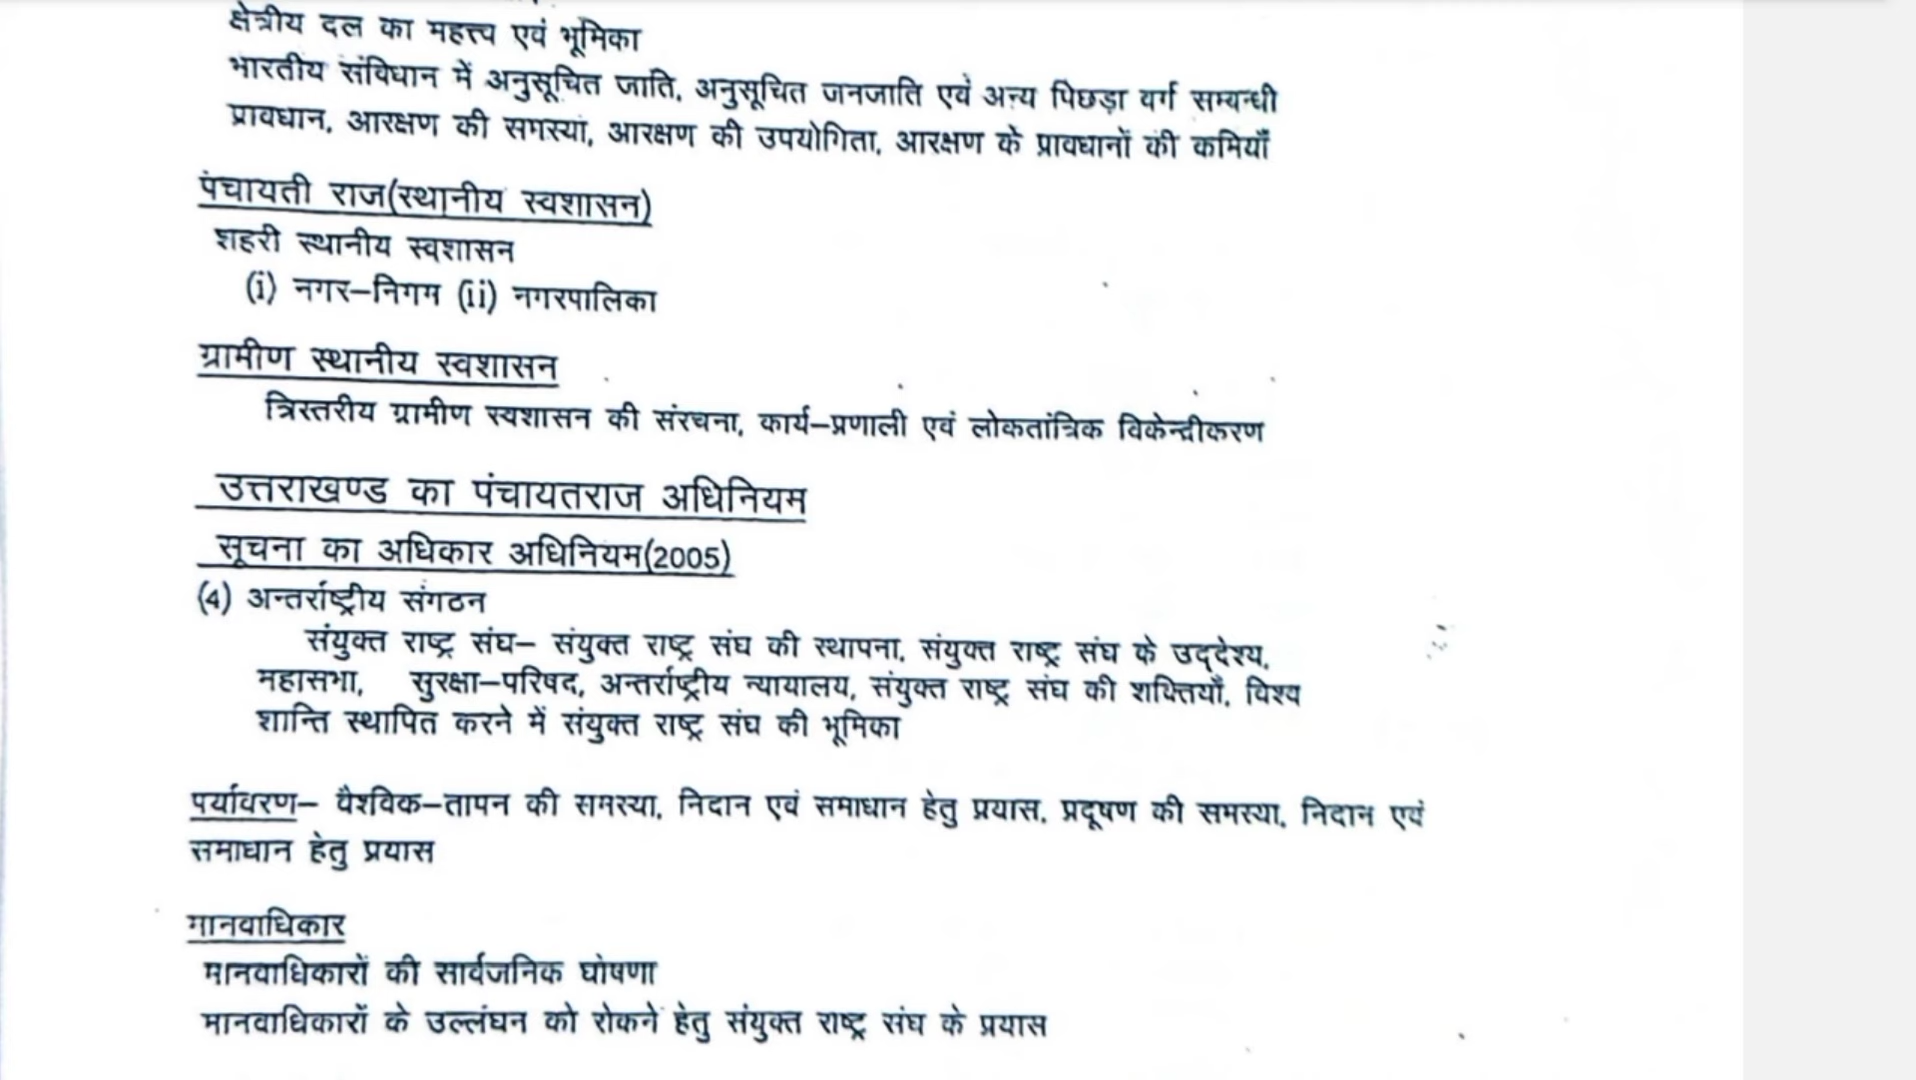 क्षेत्रीय दल का महत्त्व एवं भूमिका
भारतीय संविधान में अनुसूचित जाति, अनुसूचित जनजाति एवं अन्य पिछड़ा वर्ग सम्बन्धी
प्रावधान, आरक्षण की समस्या, आरक्षण की उपयोगिता, आरक्षण के प्रावधानों की कमियाँ
पंचायती राज(स्थानीय स्वशासन)
शहरी स्थानीय स्वशासन
(i) नगर–निगम (ii) नगरपालिका
ग्रामीण स्थानीय स्वशासन
त्रिस्तरीय ग्रामीण स्वशासन की संरचना, कार्य–प्रणाली एवं लोकतांत्रिक विकेन्द्रीकरण
उत्तराखण्ड का पंचायतराज अधिनियम
सूचना का अधिकार अधिनियम(2005)
(4) अन्तर्राष्ट्रीय संगठन
संयुक्त राष्ट्र संघ– संयुक्त राष्ट्र संघ की स्थापना, संयुक्त राष्ट्र संघ के उद्देश्य,
महासभा, सुरक्षा–परिषद, अन्तर्राष्ट्रीय न्यायालय, संयुक्त राष्ट्र संघ की शक्तियाँ, विश्व
शान्ति स्थापित करने में संयुक्त राष्ट्र संघ की भूमिका
पर्यावरण– वैश्विक–तापन की समस्या, निदान एवं समाधान हेतु प्रयास, प्रदूषण की समस्या, निदान एवं
समाधान हेतु प्रयास
मानवाधिकार
मानवाधिकारों की सार्वजनिक घोषणा
मानवाधिकारों के उल्लंघन को रोकने हेतु संयुक्त राष्ट्र संघ के प्रयास